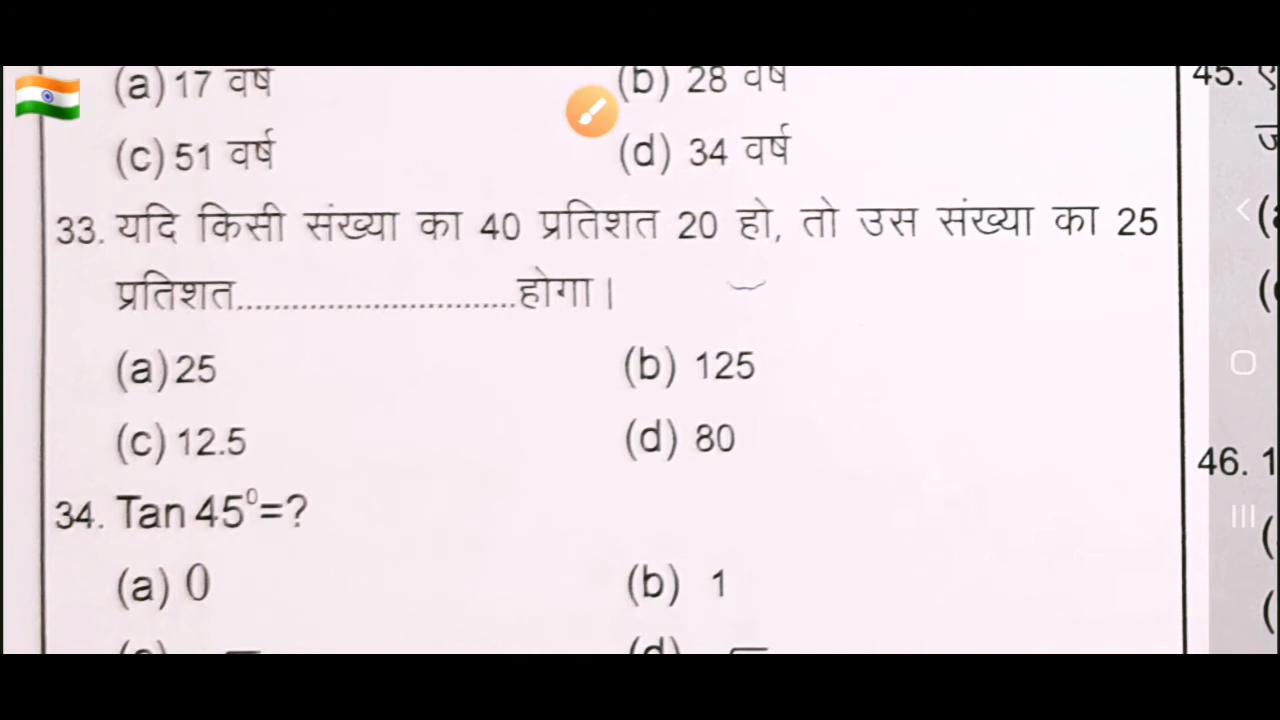 (a) 17 वर्ष (b) 28 वर्ष
(c) 51 वर्ष (d) 34 वर्ष
33. यदि किसी संख्या का 40 प्रतिशत 20 हो, तो उस संख्या का 25
प्रतिशत.............................होगा।
(a) 25 (b) 125
(c) 12.5 (d) 80
34. Tan 45⁰=?
(a) 0 (b) 1
45.
46. 1